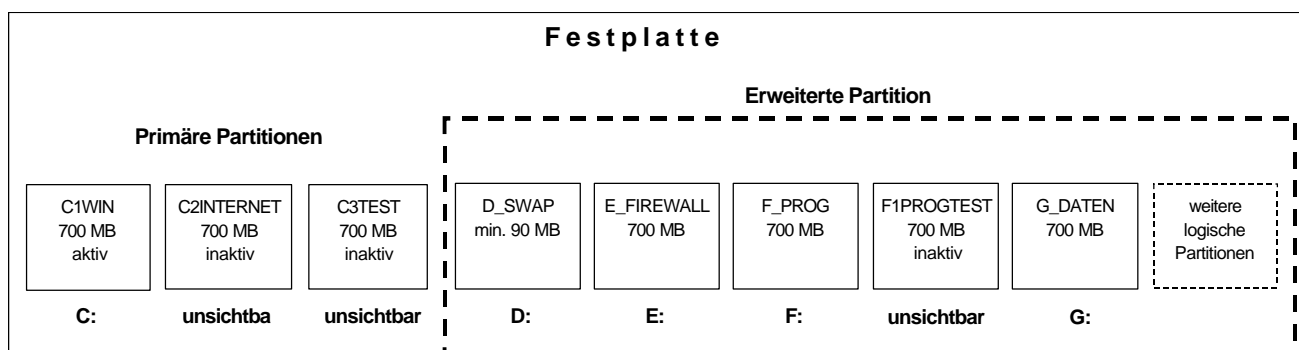 Festplatte
Erweiterte Partition
Primäre Partitionen
C1WIN
700 MB
aktiv
C2INTERNET
700 MB
inaktiv
C3TEST
700 MB
inaktiv
D_SWAP
min. 90 MB
E_FIREWALL
700 MB
F_PROG
700 MB
F1PROGTEST
700 MB
inaktiv
G_DATEN
700 MB
weitere
logische
Partitionen
C:
unsichtba
unsichtbar
D:
E:
F:
unsichtbar
G: